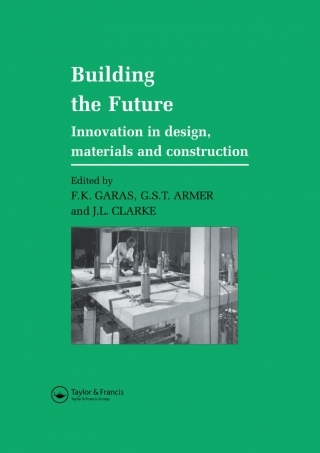 Building
the Future
Innovation in design,
materials and construction
Edited by
F.K. GARAS, G.S.T. ARMER
and J.L. CLARKE
Taylor & Francis
Taylor & Francis Group